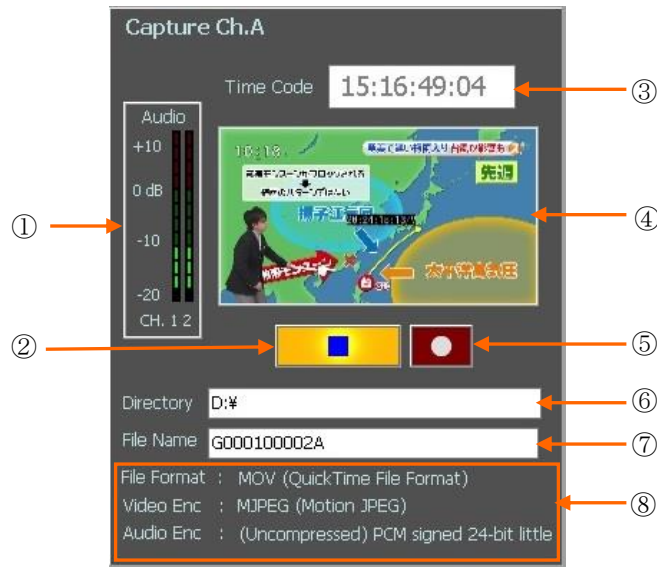 Capture Ch.A
Time Code 15:16:49:04
③
Audio
+10
0 dB
-10
-20
CH. 1 2
①
先週
④
②
⑤
Directory D:¥
⑥
File Name G000100002A
⑦
File Format : MOV (QuickTime File Format)
Video Enc : MJPEG (Motion JPEG)
Audio Enc : (Uncompressed) PCM signed 24-bit little
⑧